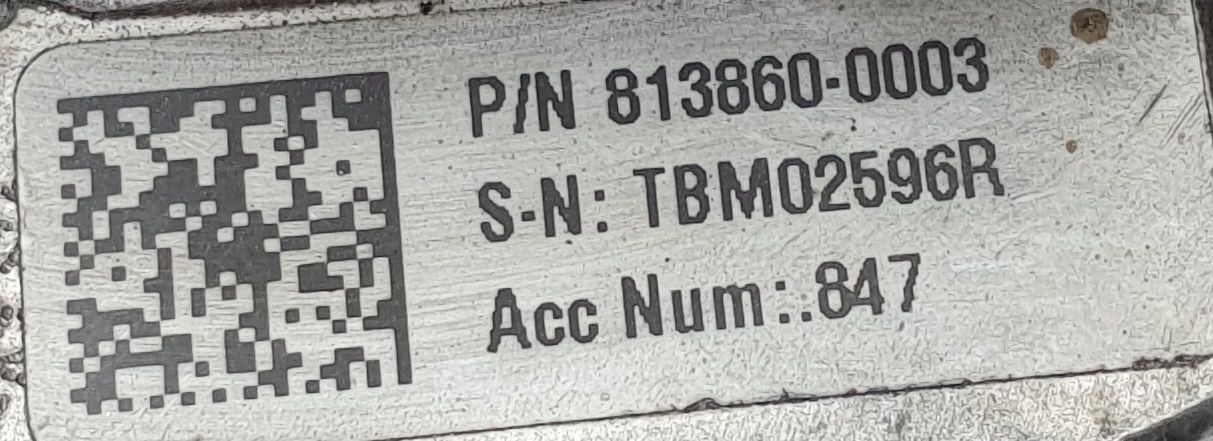 P/N 813860-0003
S-N: TBM02596R
Acc Num:.847